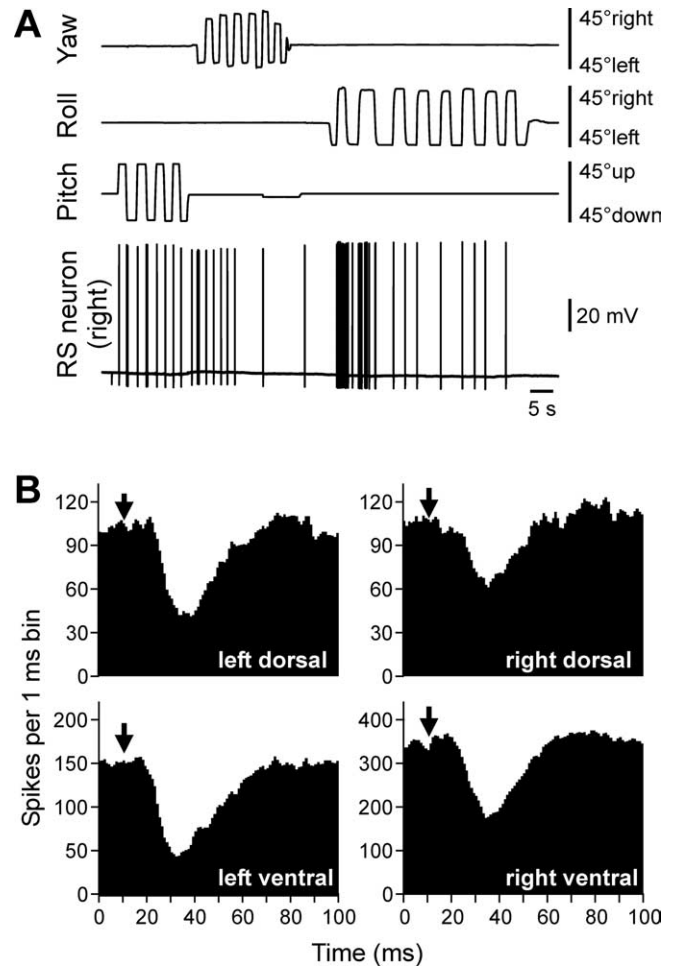 A
Yaw
45°right
45°left
Roll
45°right
45°left
Pitch
45°up
45°down
RS neuron
(right)
20 mV
5 s
B
Spikes per 1 ms bin
120
90
60
30
0
left dorsal
120
90
60
30
0
right dorsal
200
150
100
50
0
left ventral
0 20 40 60 80 100
400
300
200
100
0
right ventral
0 20 40 60 80 100
Time (ms)